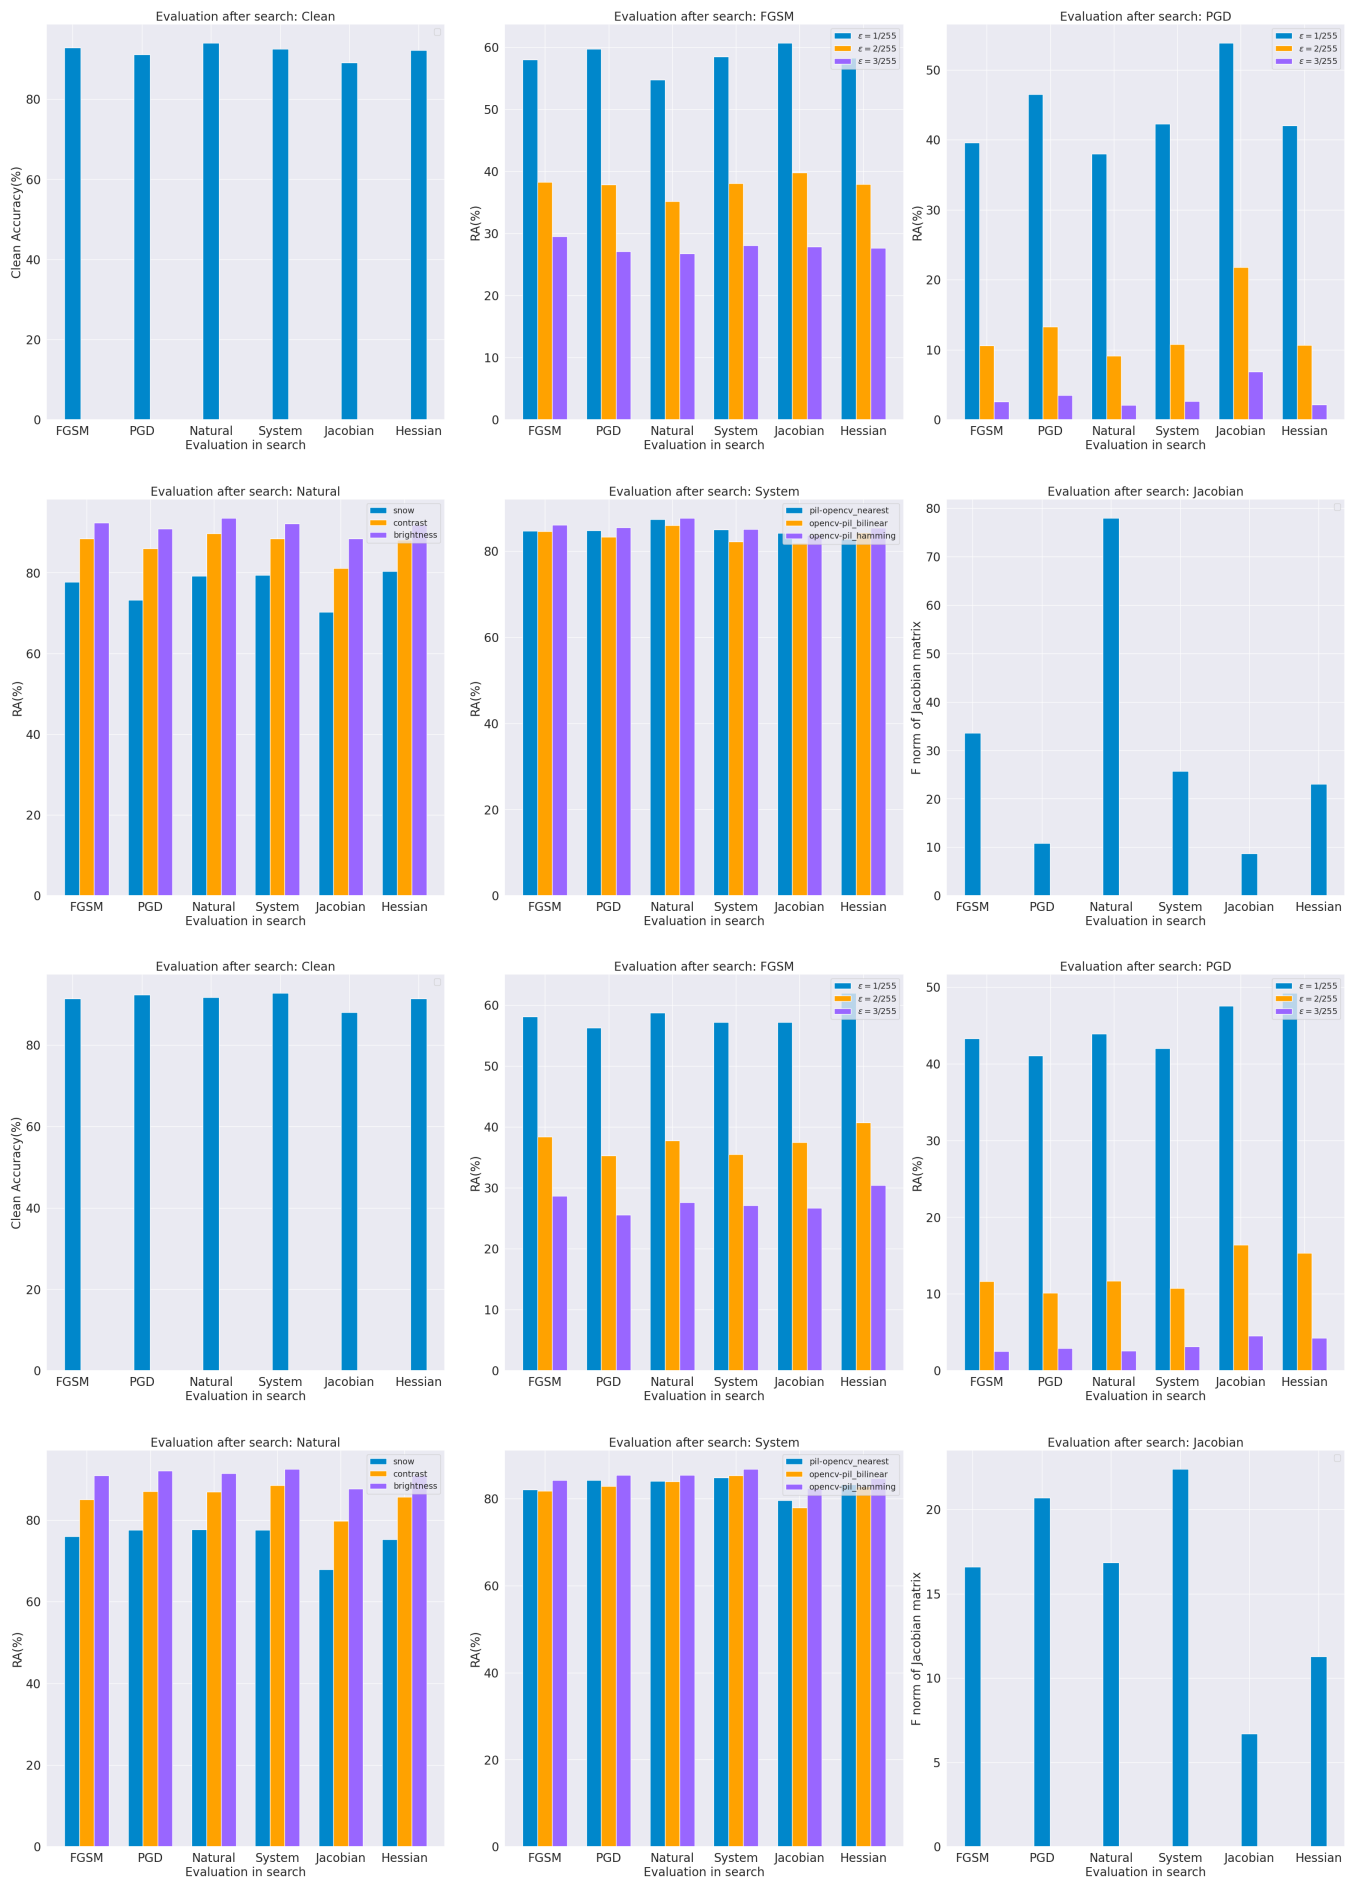 Evaluation after search: Clean
Clean Accuracy(%)
80
60
40
20
0
FGSM PGD Natural System Jacobian Hessian
Evaluation in search
Evaluation after search: FGSM
ε = 1/255
ε = 2/255
ε = 3/255
RA(%)
60
50
40
30
20
10
0
FGSM PGD Natural System Jacobian Hessian
Evaluation in search
Evaluation after search: PGD
ε = 1/255
ε = 2/255
ε = 3/255
RA(%)
50
40
30
20
10
0
FGSM PGD Natural System Jacobian Hessian
Evaluation in search
Evaluation after search: Natural
snow
contrast
brightness
RA(%)
80
60
40
20
0
FGSM PGD Natural System Jacobian Hessian
Evaluation in search
Evaluation after search: System
pil-opencv_nearest
opencv-pil_bilinear
opencv-pil_hamming
RA(%)
80
60
40
20
0
FGSM PGD Natural System Jacobian Hessian
Evaluation in search
Evaluation after search: Jacobian
F norm of Jacobian matrix
80
70
60
50
40
30
20
10
0
FGSM PGD Natural System Jacobian Hessian
Evaluation in search
Evaluation after search: Clean
Clean Accuracy(%)
80
60
40
20
0
FGSM PGD Natural System Jacobian Hessian
Evaluation in search
Evaluation after search: FGSM
ε = 1/255
ε = 2/255
ε = 3/255
RA(%)
60
50
40
30
20
10
0
FGSM PGD Natural System Jacobian Hessian
Evaluation in search
Evaluation after search: PGD
ε = 1/255
ε = 2/255
ε = 3/255
RA(%)
50
40
30
20
10
0
FGSM PGD Natural System Jacobian Hessian
Evaluation in search
Evaluation after search: Natural
snow
contrast
brightness
RA(%)
80
60
40
20
0
FGSM PGD Natural System Jacobian Hessian
Evaluation in search
Evaluation after search: System
pil-opencv_nearest
opencv-pil_bilinear
opencv-pil_hamming
RA(%)
80
60
40
20
0
FGSM PGD Natural System Jacobian Hessian
Evaluation in search
Evaluation after search: Jacobian
F norm of Jacobian matrix
20
15
10
5
0
FGSM PGD Natural System Jacobian Hessian
Evaluation in search